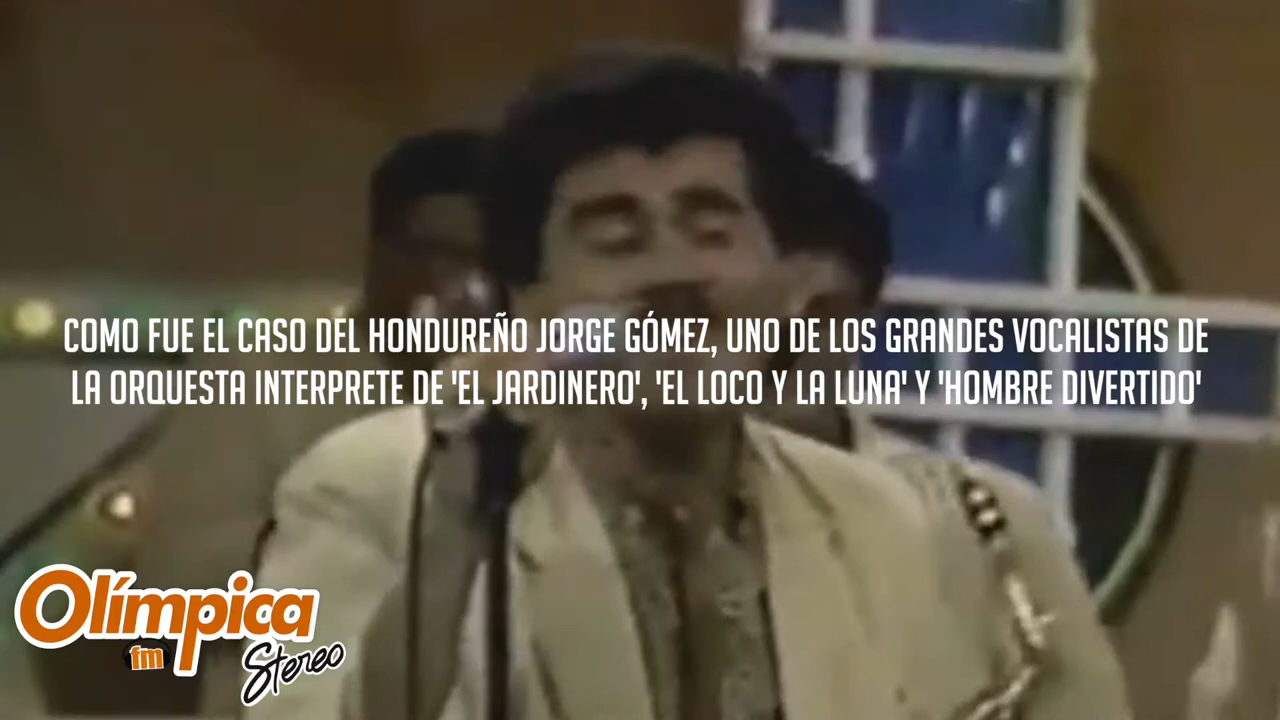 COMO FUE EL CASO DEL HONDUREÑO JORGE GÓMEZ, UNO DE LOS GRANDES VOCALISTAS DE
LA ORQUESTA INTERPRETE DE 'EL JARDINERO', 'EL LOCO Y LA LUNA' Y 'HOMBRE DIVERTIDO'
Olímpica
fm
Stereo